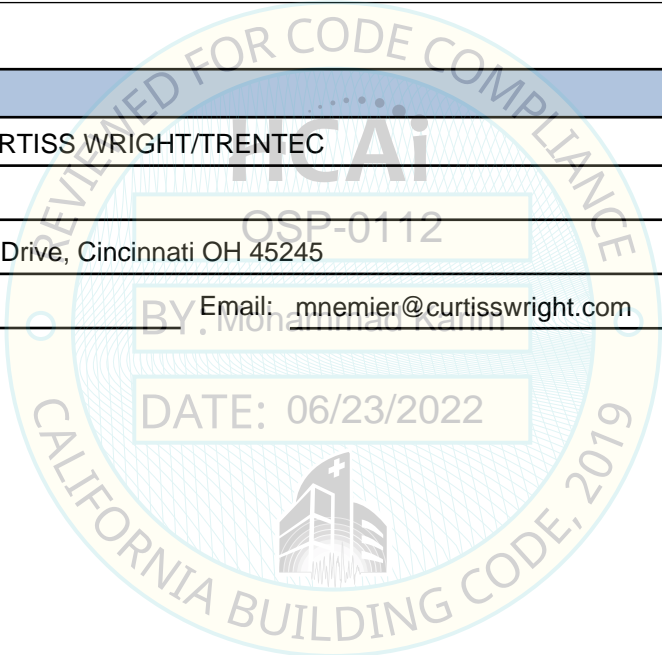 REVIEWED FOR CODE COMPLIANCE
HCAi
RTISS WRIGHT/TRENTEC
OSP-0112
Drive, Cincinnati OH 45245
Email: mnemier@curtisswright.com
BY: Mohammad Karim
DATE: 06/23/2022
CALIFORNIA BUILDING CODE, 2019